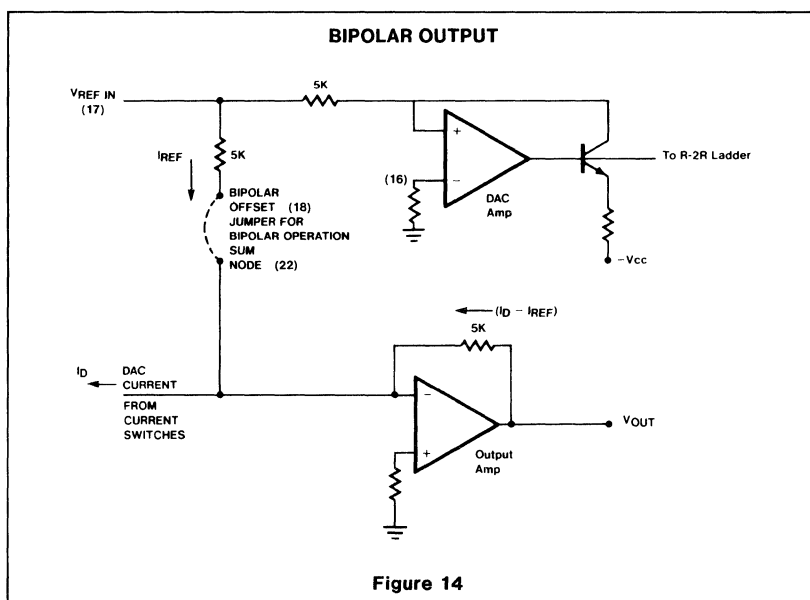 BIPOLAR OUTPUT
VREF IN
(17)
5K
IREF
5K
BIPOLAR
OFFSET (18)
JUMPER FOR
BIPOLAR OPERATION
SUM
NODE (22)
+
(16)
−
DAC
Amp
To R-2R Ladder
−Vcc
(ID − IREF)
5K
ID
DAC
CURRENT
FROM
CURRENT
SWITCHES
−
+
Output
Amp
VOUT
Figure 14